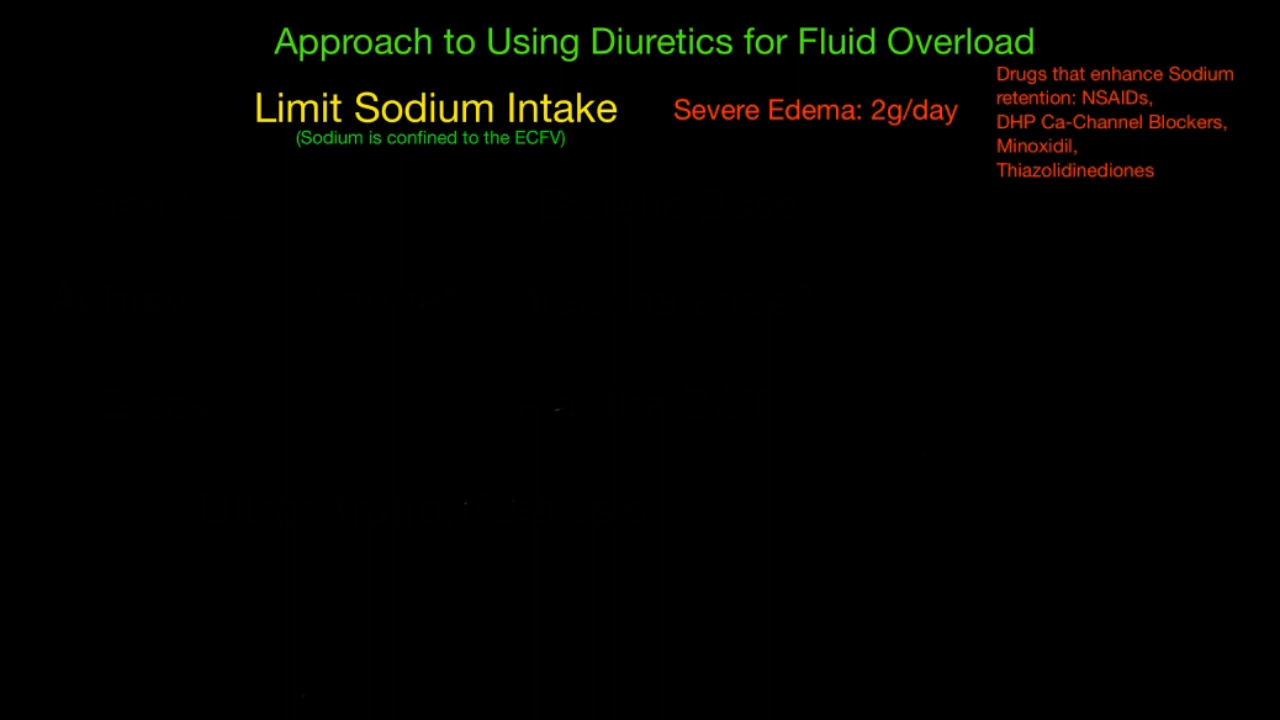 Approach to Using Diuretics for Fluid Overload
Limit Sodium Intake
(Sodium is confined to the ECFV)
Severe Edema: 2g/day
Drugs that enhance Sodium
retention: NSAIDs,
DHP Ca-Channel Blockers,
Minoxidil,
Thiazolidinediones